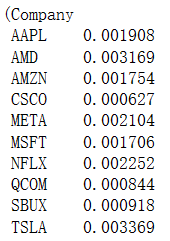 (Company
AAPL 0.001908
AMD 0.003169
AMZN 0.001754
CSCO 0.000627
META 0.002104
MSFT 0.001706
NFLX 0.002252
QCOM 0.000844
SBUX 0.000918
TSLA 0.003369